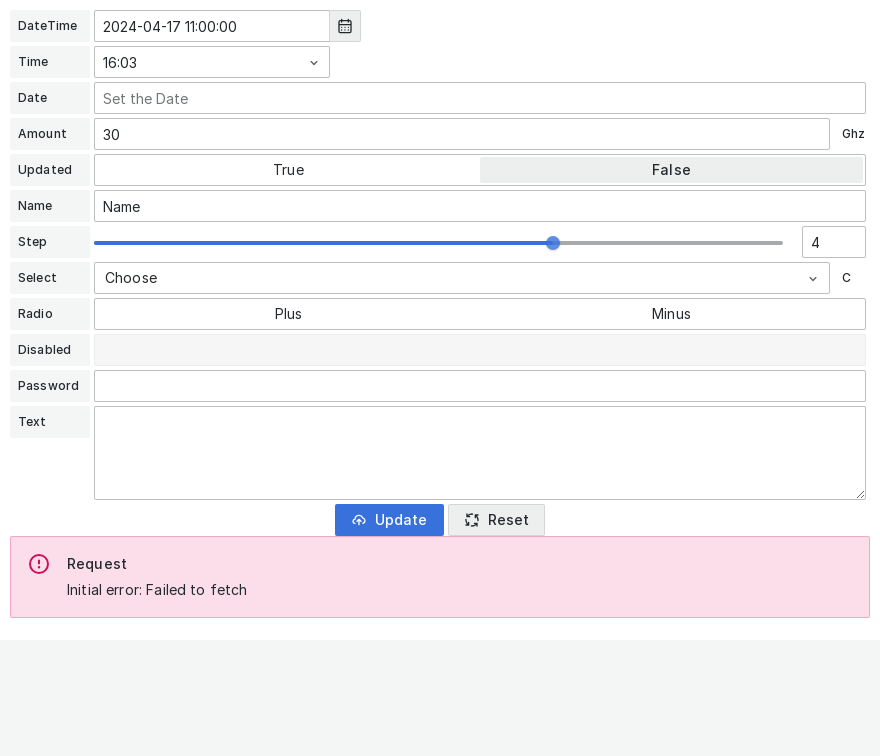 DateTime 2024-04-17 11:00:00
Time 16:03
Date Set the Date
Amount 30 Ghz
Updated True False
Name Name
Step 4
Select Choose C
Radio Plus Minus
Disabled
Password
Text
Update Reset
Request
Initial error: Failed to fetch